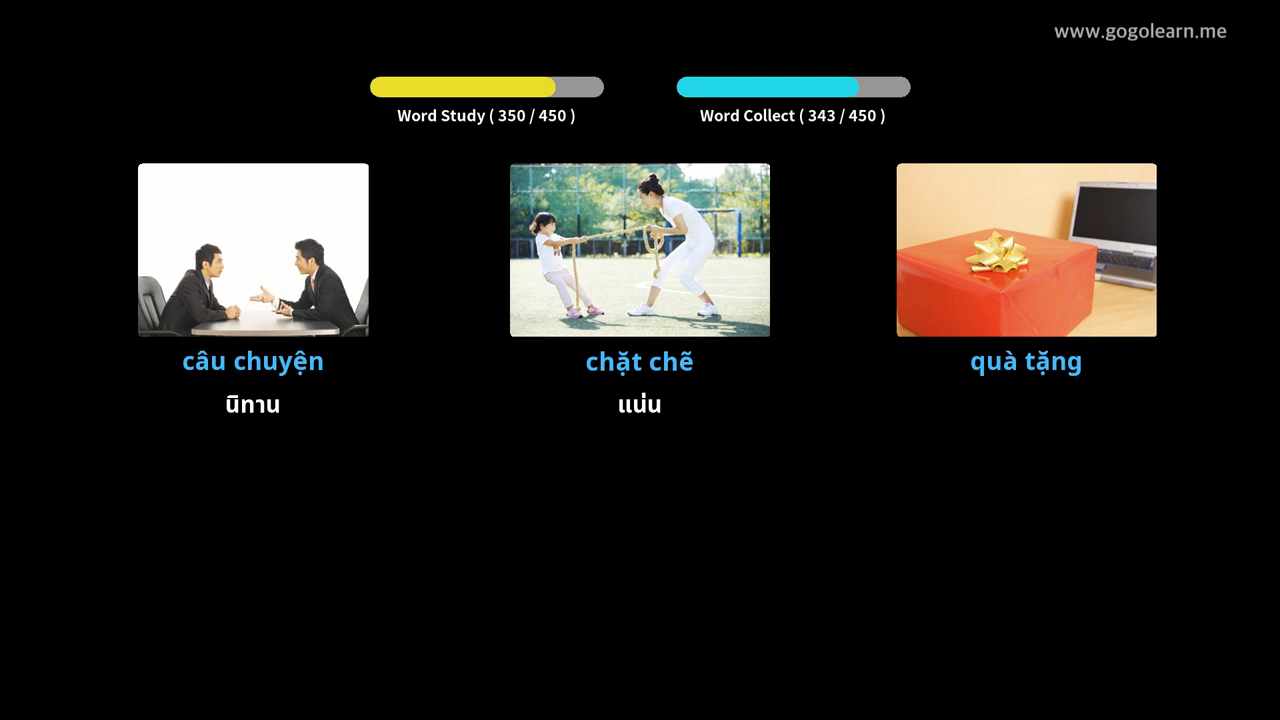 www.gogolearn.me
Word Study ( 350 / 450 )
Word Collect ( 343 / 450 )
câu chuyện
chặt chẽ
quà tặng
นิทาน
แน่น